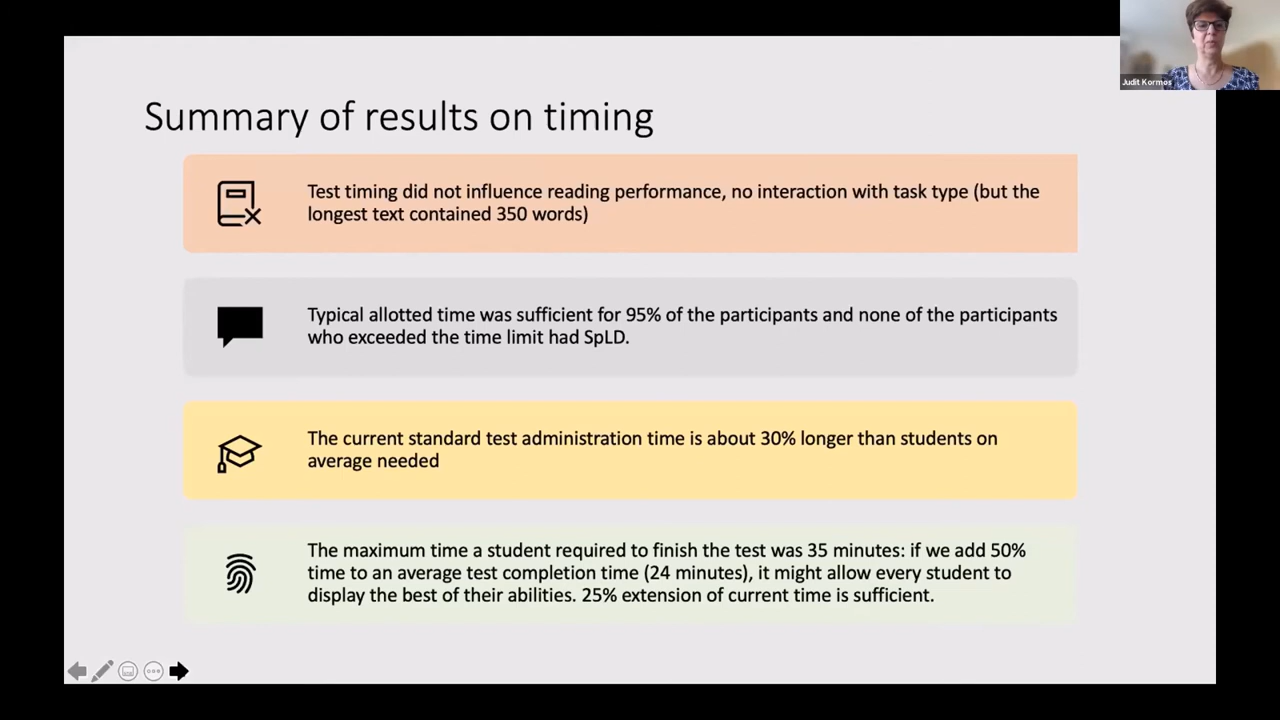 Judit Kormos
Summary of results on timing
Test timing did not influence reading performance, no interaction with task type (but the
longest text contained 350 words)
Typical allotted time was sufficient for 95% of the participants and none of the participants
who exceeded the time limit had SpLD.
The current standard test administration time is about 30% longer than students on
average needed
The maximum time a student required to finish the test was 35 minutes: if we add 50%
time to an average test completion time (24 minutes), it might allow every student to
display the best of their abilities. 25% extension of current time is sufficient.